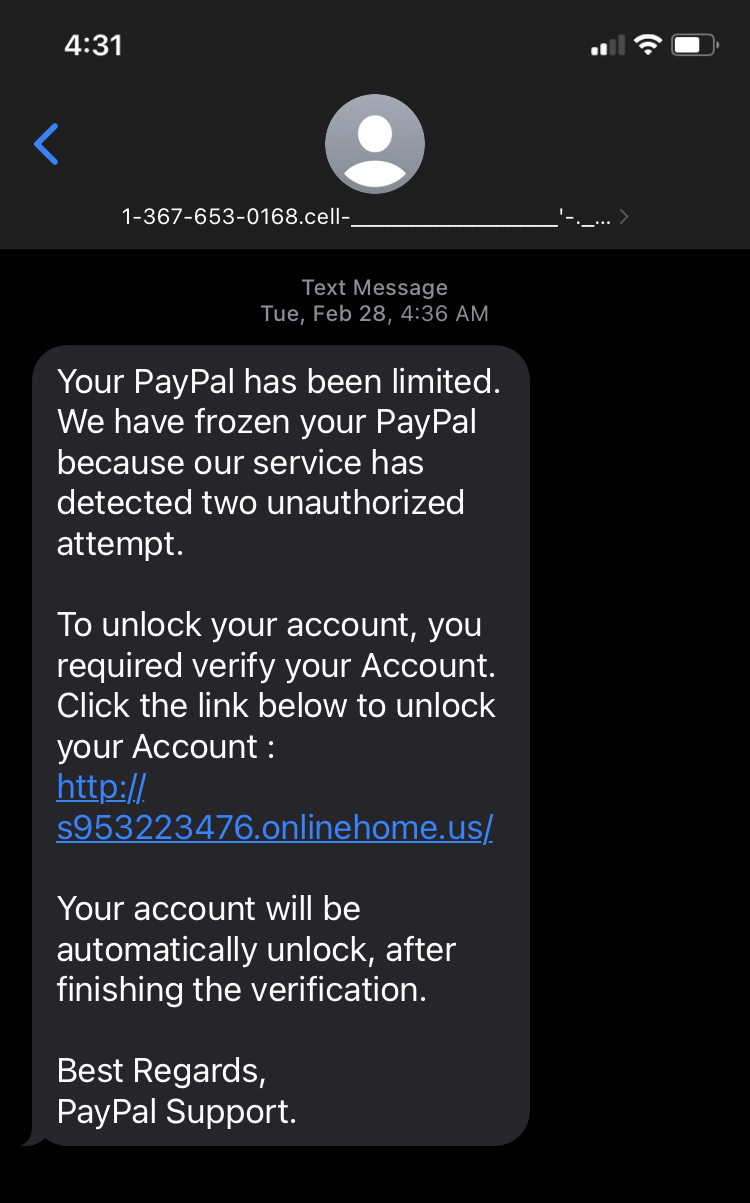 4:31
1-367-653-0168.cell-_________________'-._...
Text Message
Tue, Feb 28, 4:36 AM
Your PayPal has been limited.
We have frozen your PayPal
because our service has
detected two unauthorized
attempt.
To unlock your account, you
required verify your Account.
Click the link below to unlock
your Account :
http://
s953223476.onlinehome.us/
Your account will be
automatically unlock, after
finishing the verification.
Best Regards,
PayPal Support.